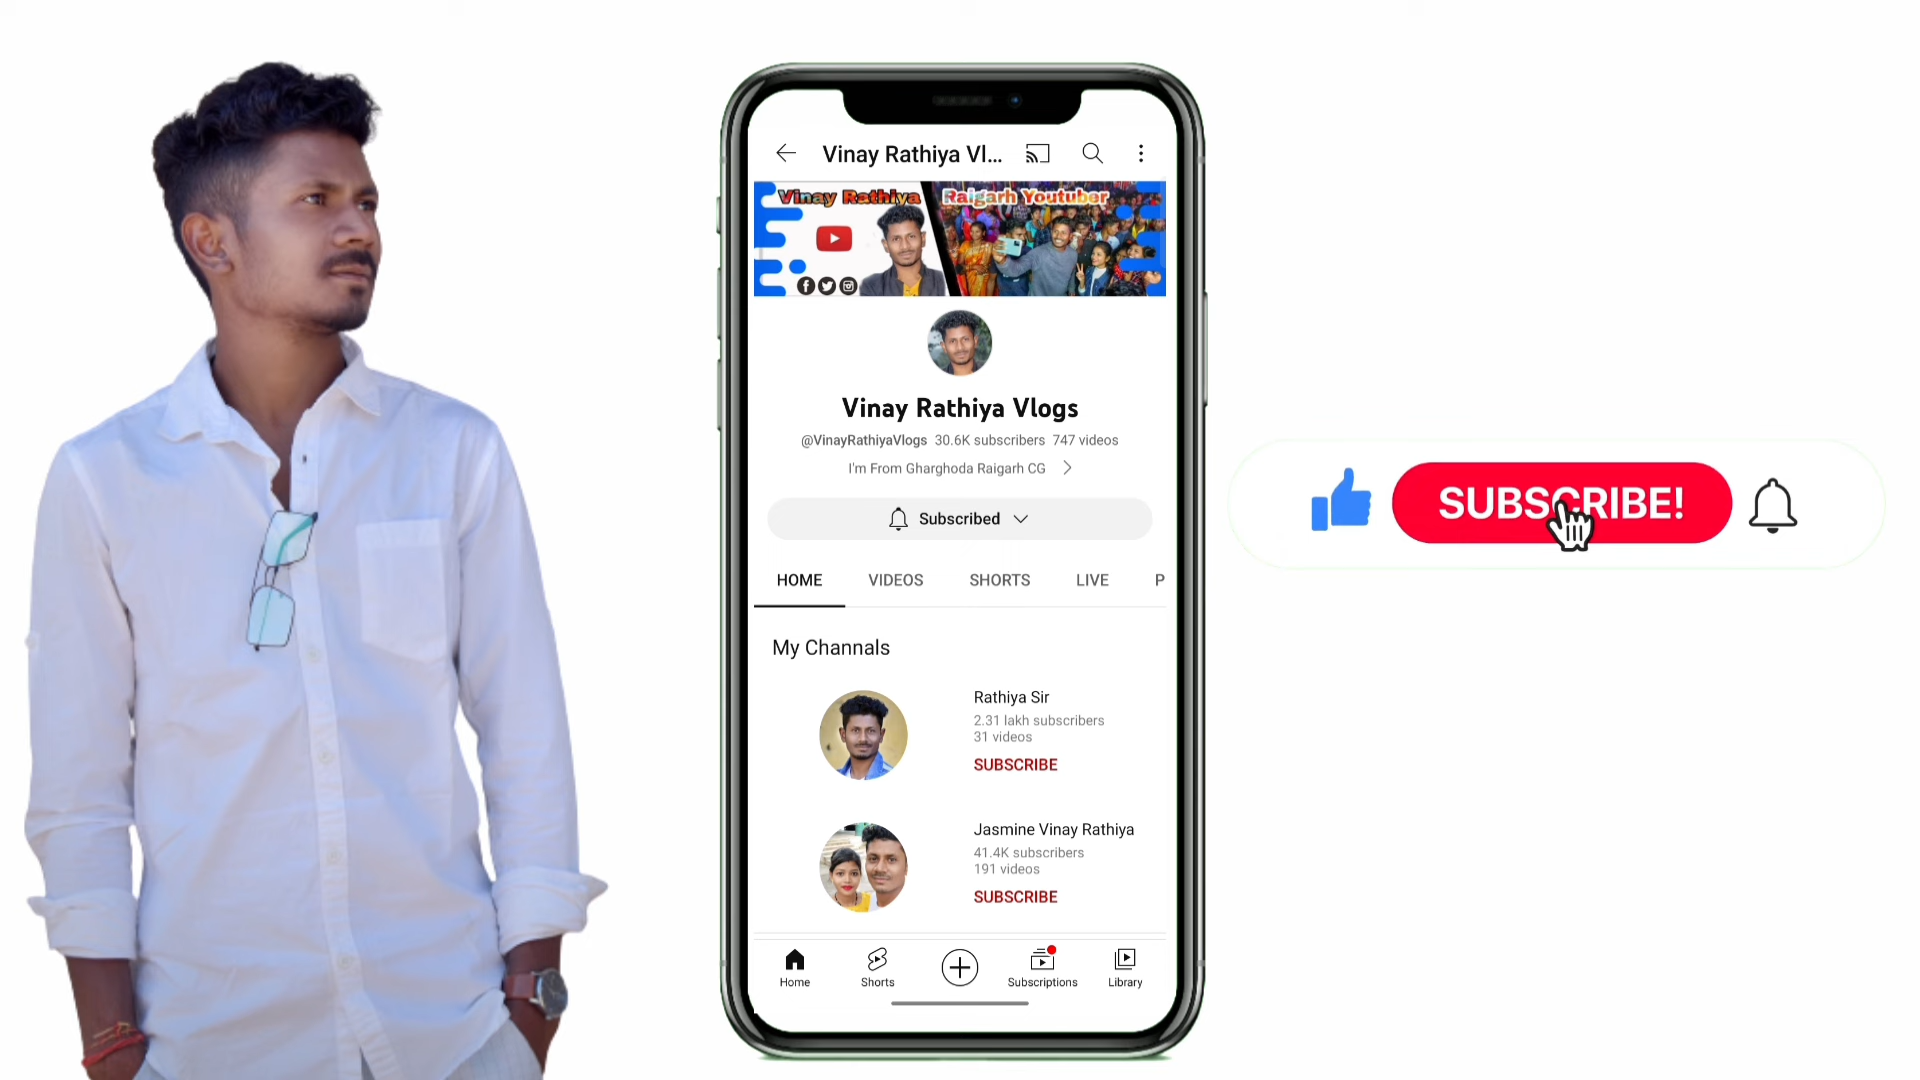 Vinay Rathiya Vl...
Vinay Rathiya
Raigarh Youtuber
Vinay Rathiya Vlogs
@VinayRathiyaVlogs 30.6K subscribers 747 videos
I'm From Gharghoda Raigarh CG
Subscribed
HOME VIDEOS SHORTS LIVE P
My Channals
Rathiya Sir
2.31 lakh subscribers
31 videos
SUBSCRIBE
Jasmine Vinay Rathiya
41.4K subscribers
191 videos
SUBSCRIBE
Home Shorts Subscriptions Library
SUBSCRIBE!